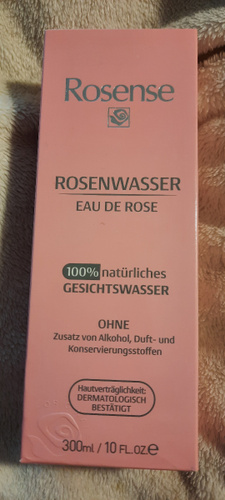 Rosense
ROSENWASSER
EAU DE ROSE
100% natürliches
GESICHTSWASSER
OHNE
Zusatz von Alkohol, Duft- und
Konservierungsstoffen
Hautverträglichkeit:
DERMATOLOGISCH
BESTÄTIGT
300ml / 10 FL.OZ.℮